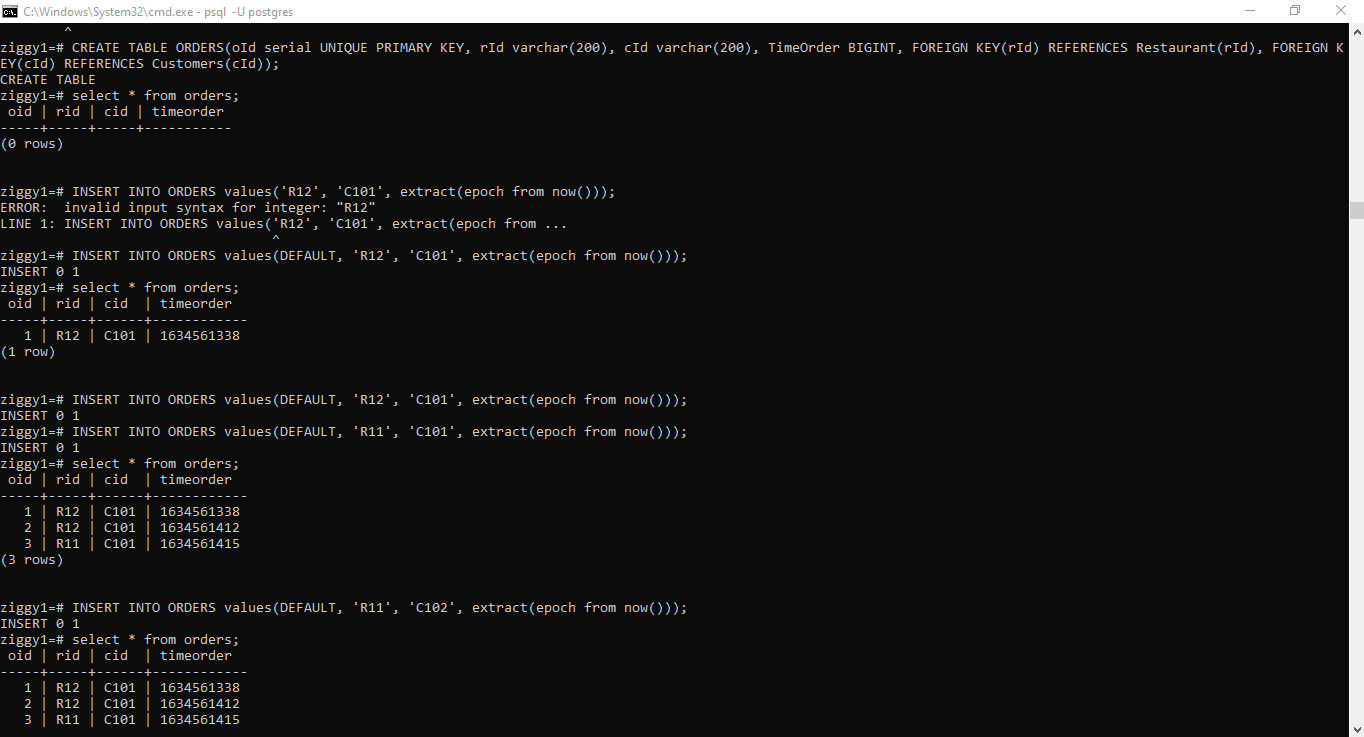 C:\Windows\System32\cmd.exe - psql  -U postgres
^
ziggy1=# CREATE TABLE ORDERS(oId serial UNIQUE PRIMARY KEY, rId varchar(200), cId varchar(200), TimeOrder BIGINT, FOREIGN KEY(rId) REFERENCES Restaurant(rId), FOREIGN K
EY(cId) REFERENCES Customers(cId));
CREATE TABLE
ziggy1=# select * from orders;
 oid | rid | cid | timeorder
-----+-----+-----+-----------
(0 rows)
ziggy1=# INSERT INTO ORDERS values('R12', 'C101', extract(epoch from now()));
ERROR:  invalid input syntax for integer: "R12"
LINE 1: INSERT INTO ORDERS values('R12', 'C101', extract(epoch from ...
^
ziggy1=# INSERT INTO ORDERS values(DEFAULT, 'R12', 'C101', extract(epoch from now()));
INSERT 0 1
ziggy1=# select * from orders;
 oid | rid | cid  | timeorder
-----+-----+------+------------
   1 | R12 | C101 | 1634561338
(1 row)
ziggy1=# INSERT INTO ORDERS values(DEFAULT, 'R12', 'C101', extract(epoch from now()));
INSERT 0 1
ziggy1=# INSERT INTO ORDERS values(DEFAULT, 'R11', 'C101', extract(epoch from now()));
INSERT 0 1
ziggy1=# select * from orders;
 oid | rid | cid  | timeorder
-----+-----+------+------------
   1 | R12 | C101 | 1634561338
   2 | R12 | C101 | 1634561412
   3 | R11 | C101 | 1634561415
(3 rows)
ziggy1=# INSERT INTO ORDERS values(DEFAULT, 'R11', 'C102', extract(epoch from now()));
INSERT 0 1
ziggy1=# select * from orders;
 oid | rid | cid  | timeorder
-----+-----+------+------------
   1 | R12 | C101 | 1634561338
   2 | R12 | C101 | 1634561412
   3 | R11 | C101 | 1634561415